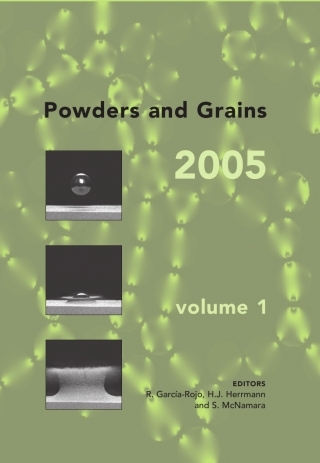 Powders and Grains
2005
volume 1
EDITORS
R. García-Rojo, H.J. Herrmann
and S. McNamara